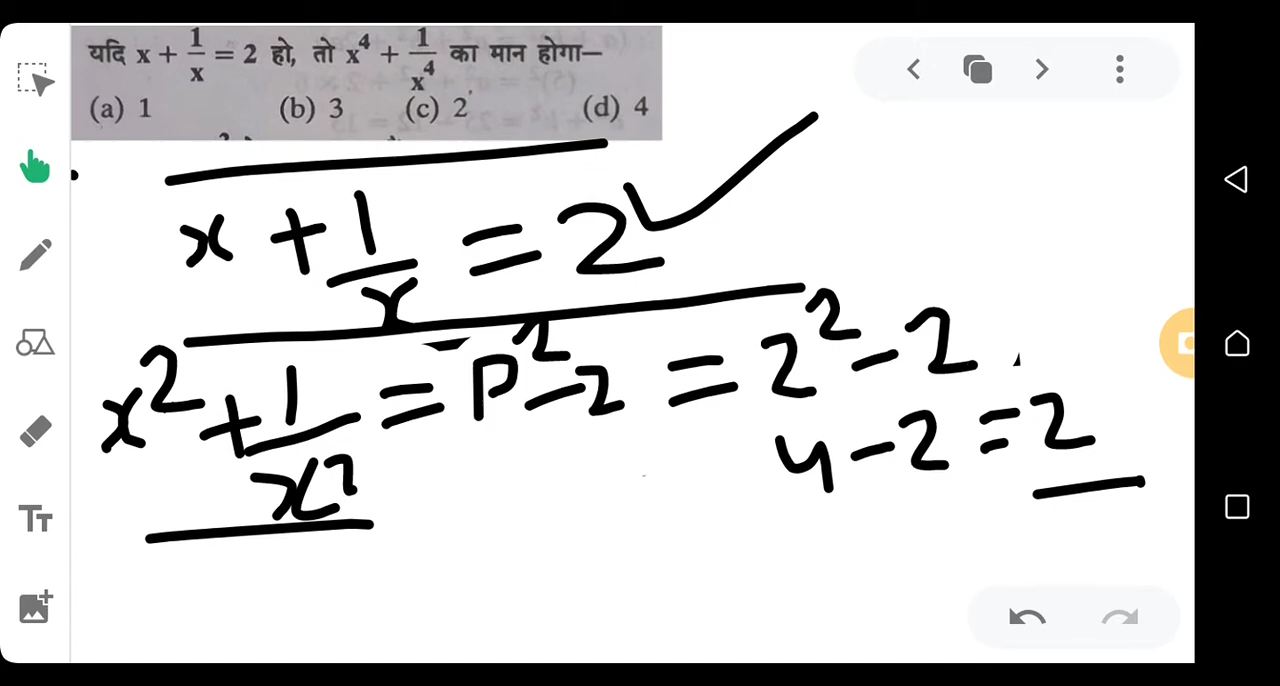 यदि x + 1/x = 2 हो, तो x⁴ + 1/x⁴ का मान होगा—
(a) 1 (b) 3 (c) 2 (d) 4
x + 1/x = 2
x² + 1/x² = P² - 2 = 2² - 2
4 - 2 = 2
TT